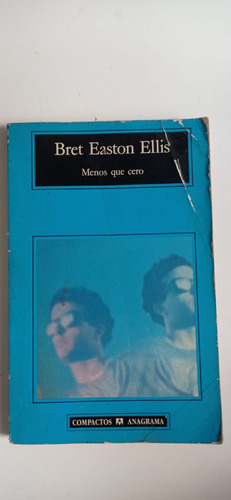 Bret Easton Ellis
Menos que cero
COMPACTOS ANAGRAMA